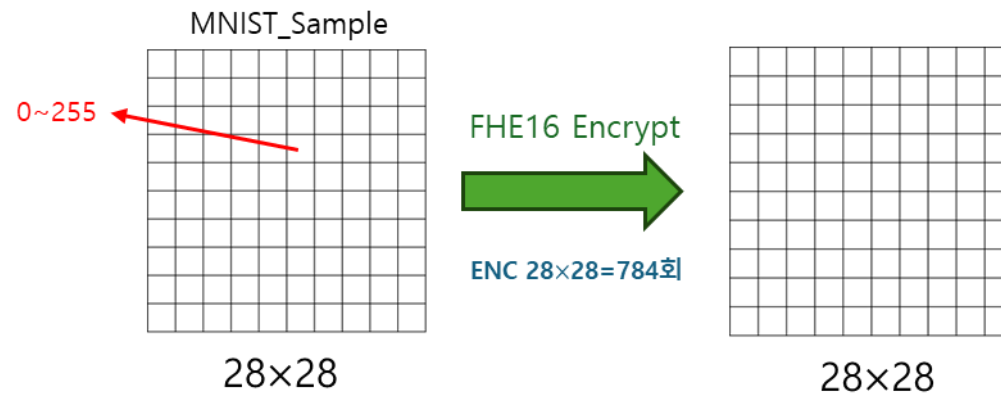 MNIST_Sample
0~255
FHE16 Encrypt
ENC 28×28=784회
28×28
28×28